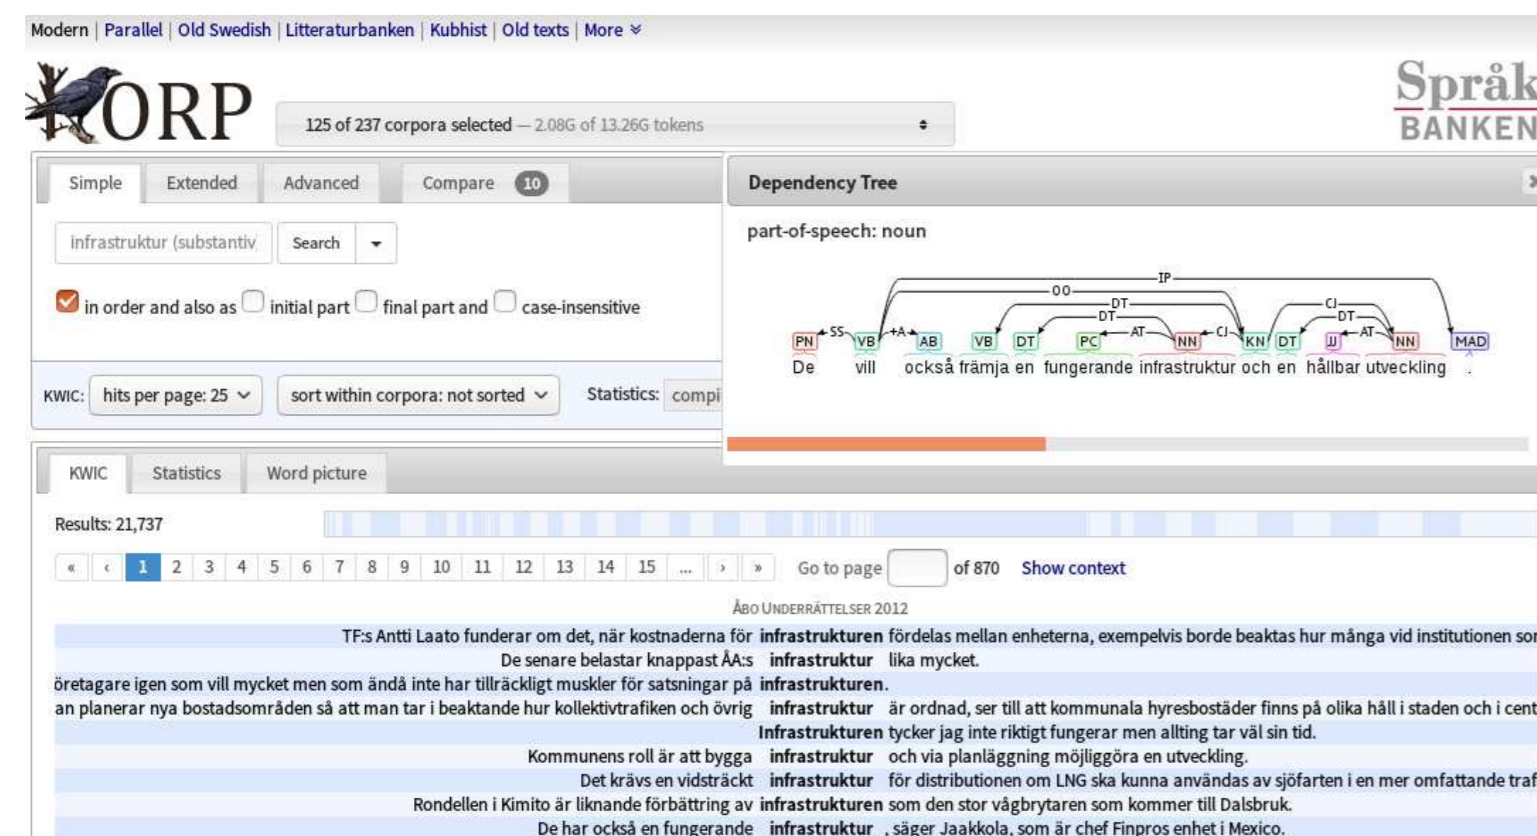 Modern | Parallel | Old Swedish | Litteraturbanken | Kubhist | Old texts | More
KORP
125 of 237 corpora selected — 2.08G of 13.26G tokens
Språk
BANKEN
Simple Extended Advanced Compare 10
Dependency Tree
infrastruktur (substantiv Search
part-of-speech: noun
in order and also as initial part final part and case-insensitive
IP
OO
DT CJ
DT DT
SS +A AT CJ AT
PN VB AB VB DT PC NN KN DT JJ NN MAD
De vill också främja en fungerande infrastruktur och en hållbar utveckling .
KWIC: hits per page: 25 sort within corpora: not sorted Statistics: compi
KWIC Statistics Word picture
Results: 21,737
« ‹ 1 2 3 4 5 6 7 8 9 10 11 12 13 14 15 ... › » Go to page of 870 Show context
ÅBO UNDERRÄTTELSER 2012
TF:s Antti Laato funderar om det, när kostnaderna för infrastrukturen fördelas mellan enheterna, exempelvis borde beaktas hur många vid institutionen sor
De senare belastar knappast ÅA:s infrastruktur lika mycket.
öretagare igen som vill mycket men som ändå inte har tillräckligt muskler för satsningar på infrastrukturen.
an planerar nya bostadsområden så att man tar i beaktande hur kollektivtrafiken och övrig infrastruktur är ordnad, ser till att kommunala hyresbostäder finns på olika håll i staden och i cent
Infrastrukturen tycker jag inte riktigt fungerar men allting tar väl sin tid.
Kommunens roll är att bygga infrastruktur och via planläggning möjliggöra en utveckling.
Det krävs en vidsträckt infrastruktur för distributionen om LNG ska kunna användas av sjöfarten i en mer omfattande traf
Rondellen i Kimito är liknande förbättring av infrastrukturen som den stor vågbrytaren som kommer till Dalsbruk.
De har också en fungerande infrastruktur , säger Jaakkola, som är chef Finpros enhet i Mexico.